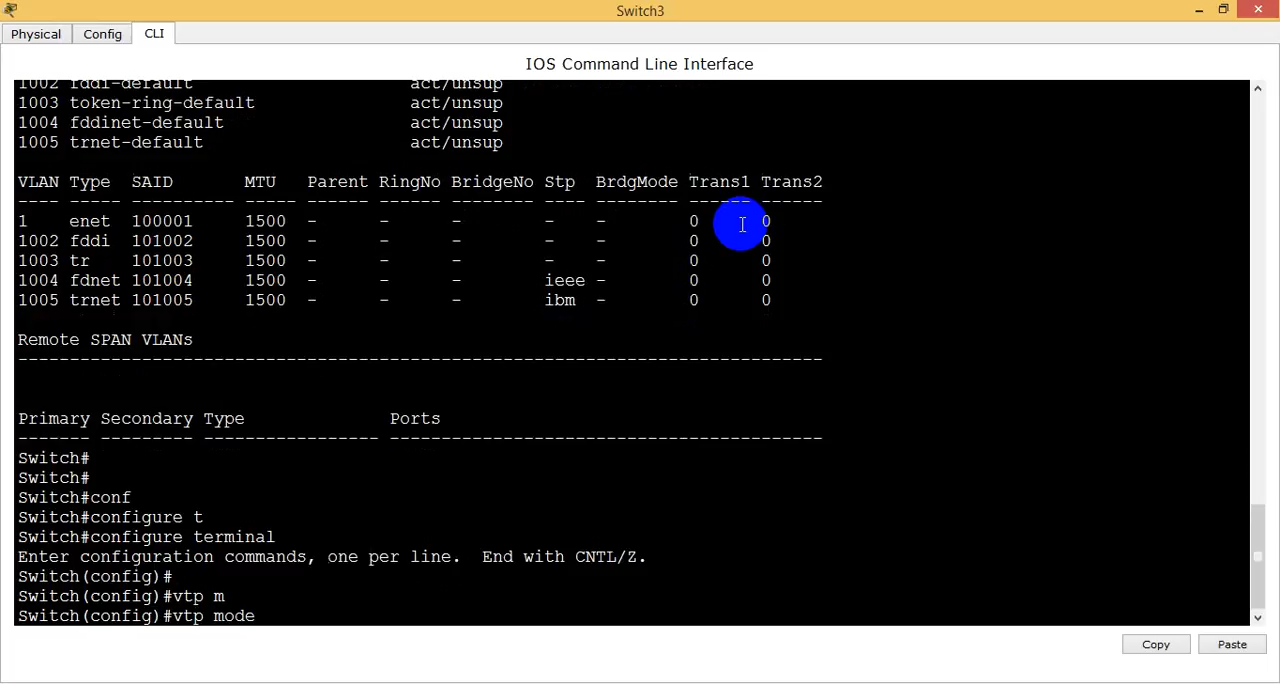 Switch3
Physical Config CLI
IOS Command Line Interface
1002 fddi-default act/unsup
1003 token-ring-default act/unsup
1004 fddinet-default act/unsup
1005 trnet-default act/unsup
VLAN Type SAID MTU Parent RingNo BridgeNo Stp BrdgMode Trans1 Trans2
---- ----- ---------- ----- ------ ------ -------- ---- -------- ------ ------
1 enet 100001 1500 - - - - - 0 0
1002 fddi 101002 1500 - - - - - 0 0
1003 tr 101003 1500 - - - - - 0 0
1004 fdnet 101004 1500 - - - ieee - 0 0
1005 trnet 101005 1500 - - - ibm - 0 0
Remote SPAN VLANs
------------------------------------------------------------------------------
Primary Secondary Type Ports
------- --------- ----------------- ------------------------------------------
Switch#
Switch#
Switch#conf
Switch#configure t
Switch#configure terminal
Enter configuration commands, one per line. End with CNTL/Z.
Switch(config)#
Switch(config)#vtp m
Switch(config)#vtp mode
Copy Paste